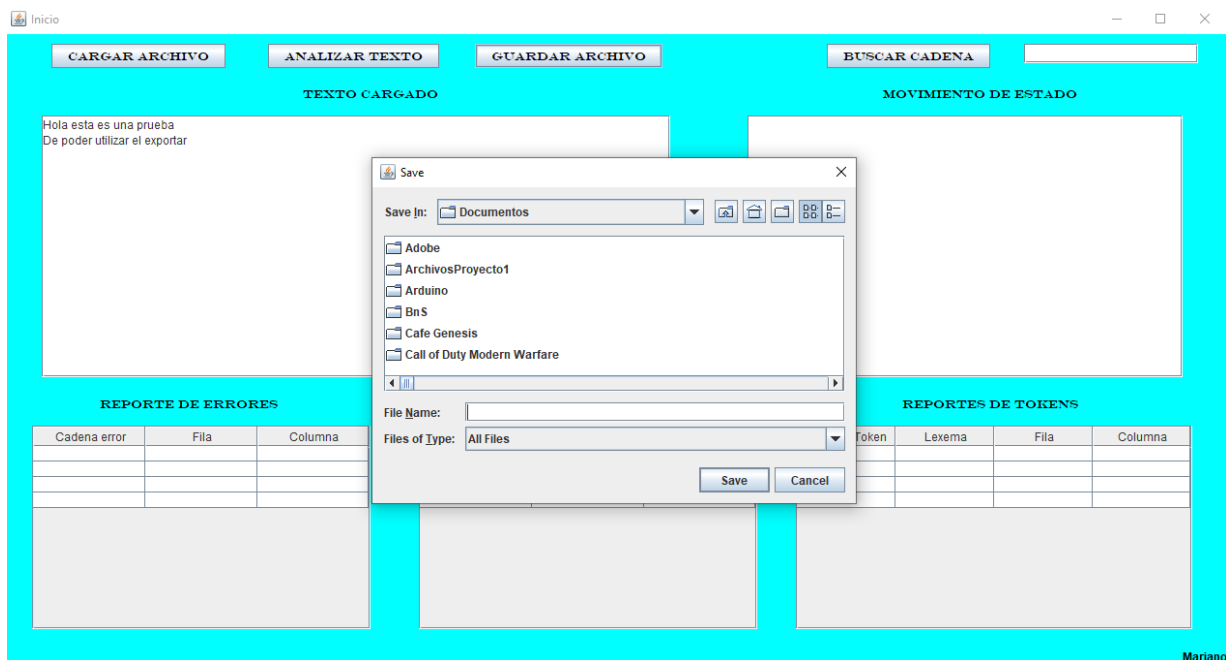 Inicio
CARGAR ARCHIVO ANALIZAR TEXTO GUARDAR ARCHIVO BUSCAR CADENA
TEXTO CARGADO MOVIMIENTO DE ESTADO
Hola esta es una prueba
De poder utilizar el exportar
Save
Save In: Documentos
Adobe
ArchivosProyecto1
Arduino
BnS
Cafe Genesis
Call of Duty Modern Warfare
File Name:
Files of Type: All Files
Save Cancel
REPORTE DE ERRORES REPORTES DE TOKENS
Cadena error Fila Columna Token Lexema Fila Columna
Mariano